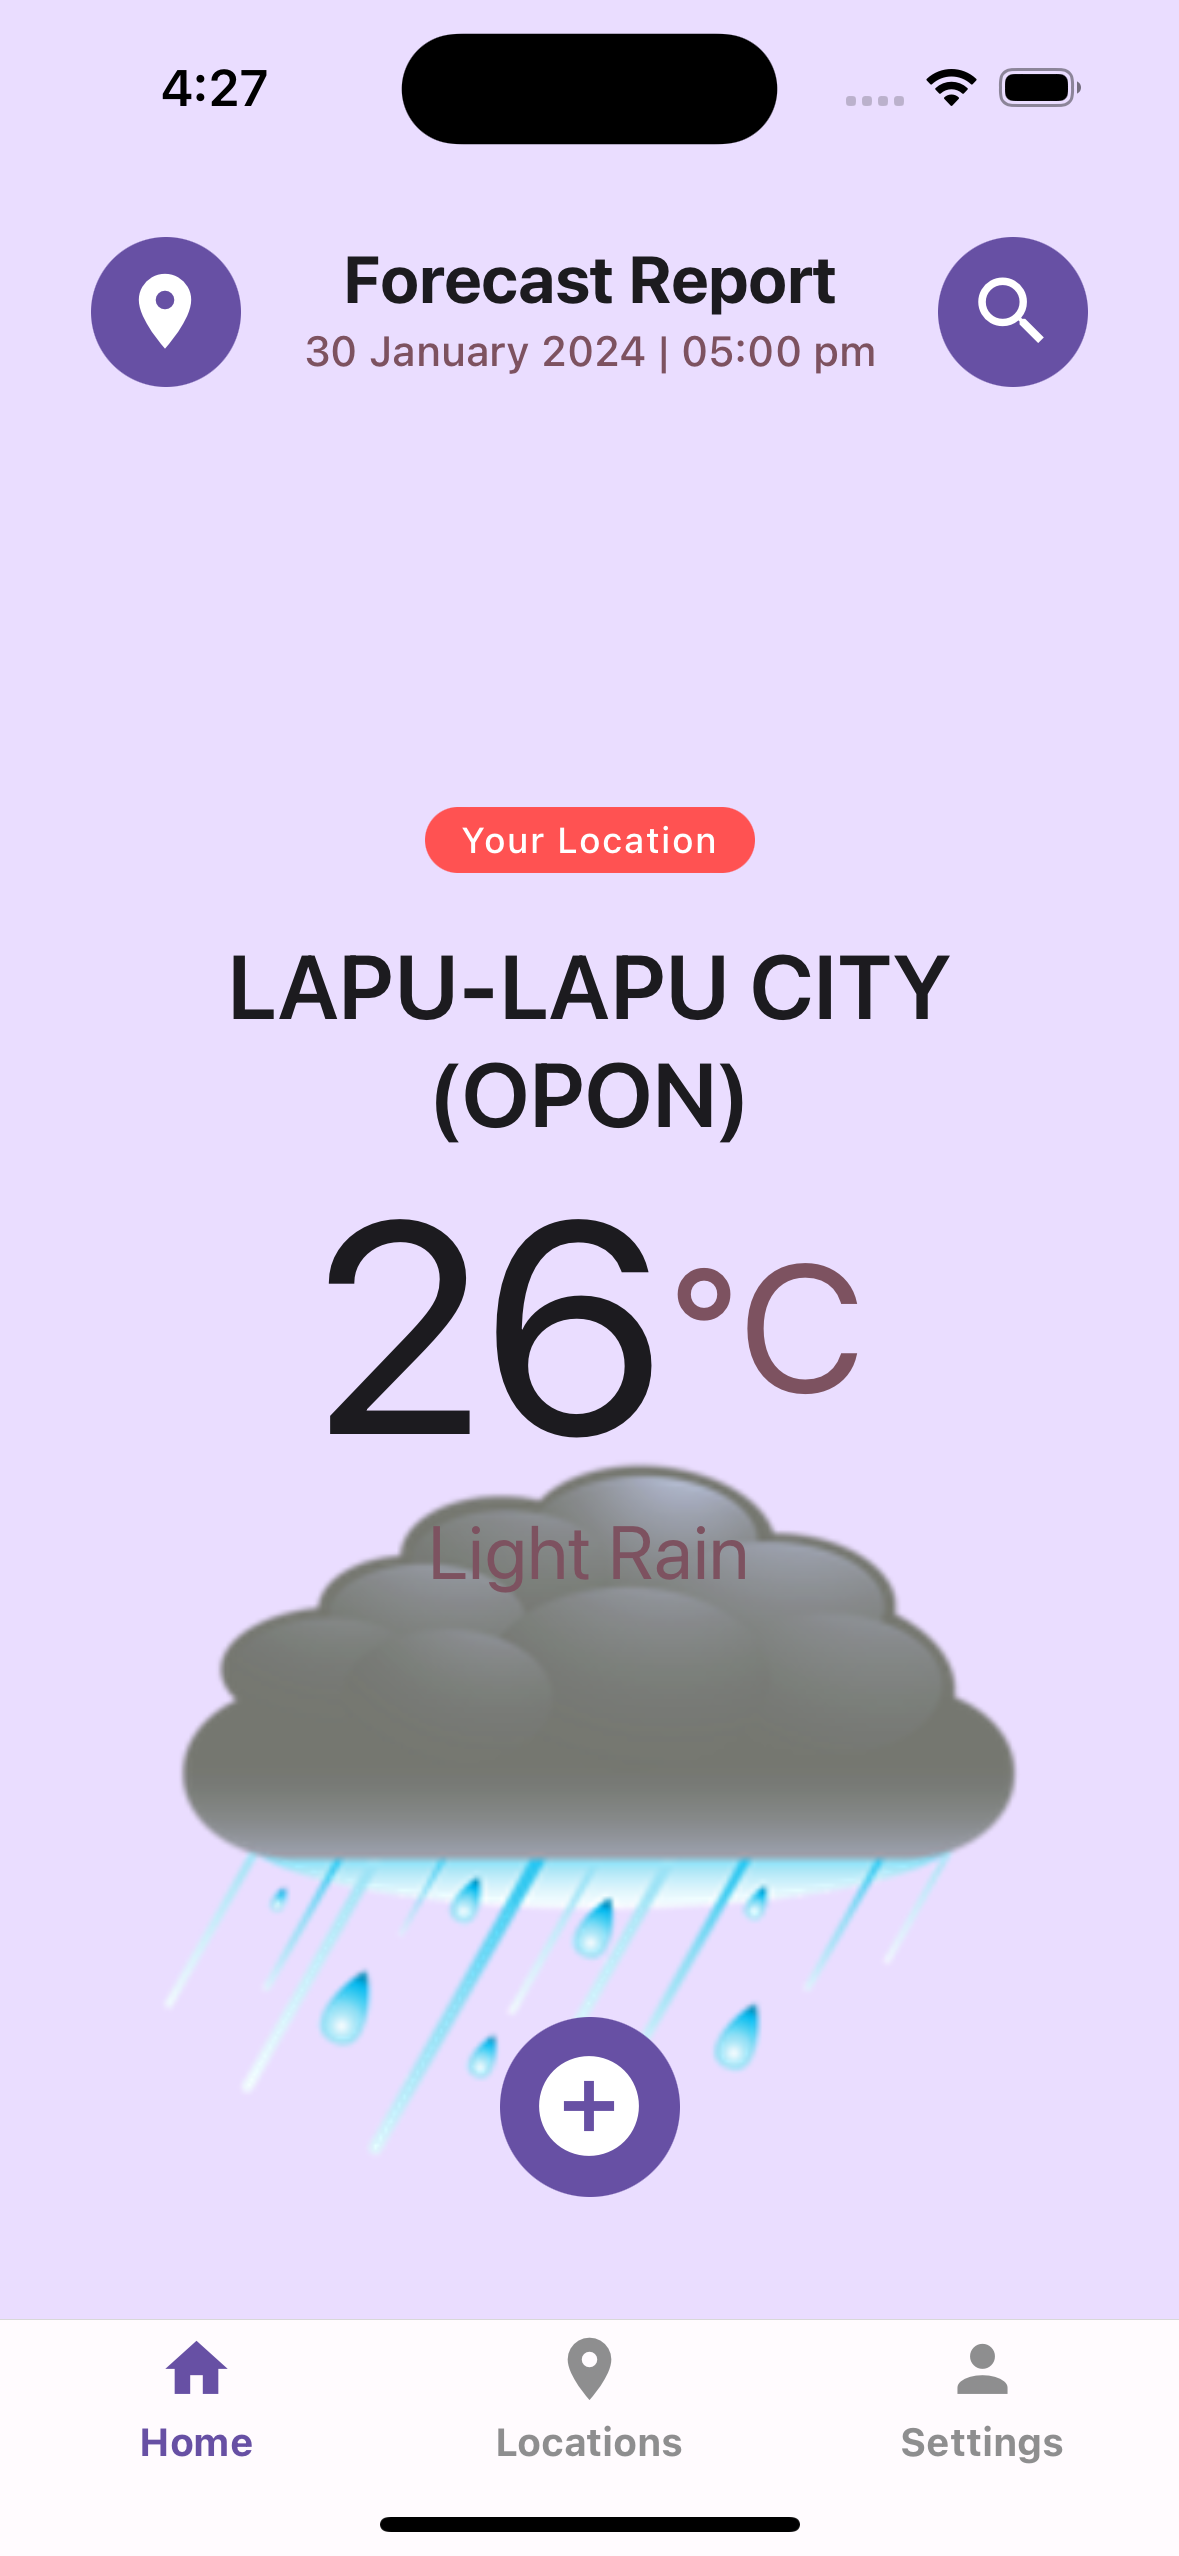 4:27
Forecast Report
30 January 2024 | 05:00 pm
Your Location
LAPU-LAPU CITY
(OPON)
26°C
Light Rain
Home
Locations
Settings